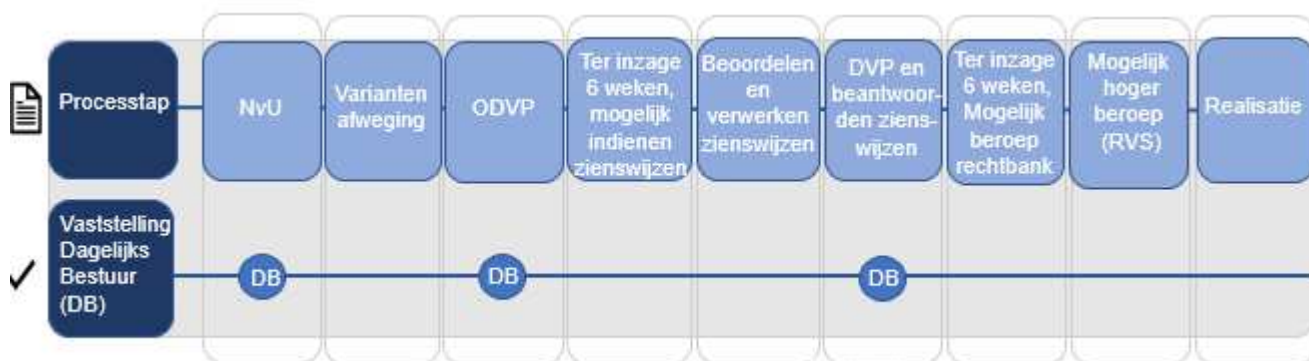 Processtap
NvU
Varianten
afweging
ODVP
Ter inzage
6 weken,
mogelijk
indienen
zienswijzen
Beoordelen
en
verwerken
zienswijzen
DVP en
beantwoor-
den ziens-
wijzen
Ter inzage
6 weken,
Mogelijk
beroep
rechtbank
Mogelijk
hoger
beroep
(RVS)
Realisatie
Vaststelling
Dagelijks
Bestuur
(DB)
DB
DB
DB